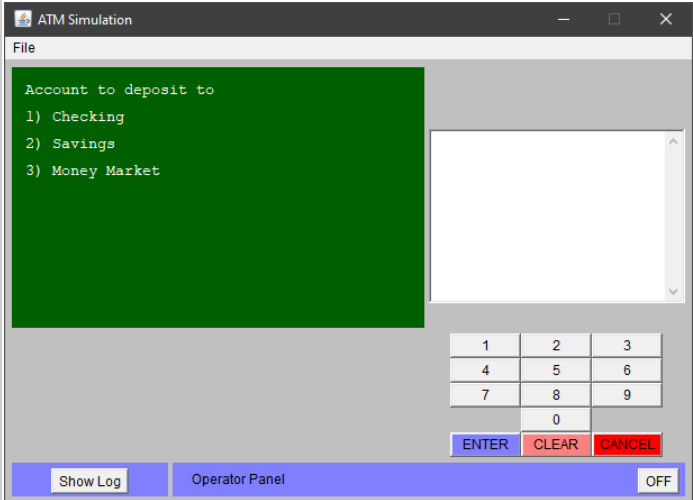 ATM Simulation
File
Account to deposit to
1) Checking
2) Savings
3) Money Market
1 2 3
4 5 6
7 8 9
0
ENTER CLEAR CANCEL
Show Log Operator Panel OFF